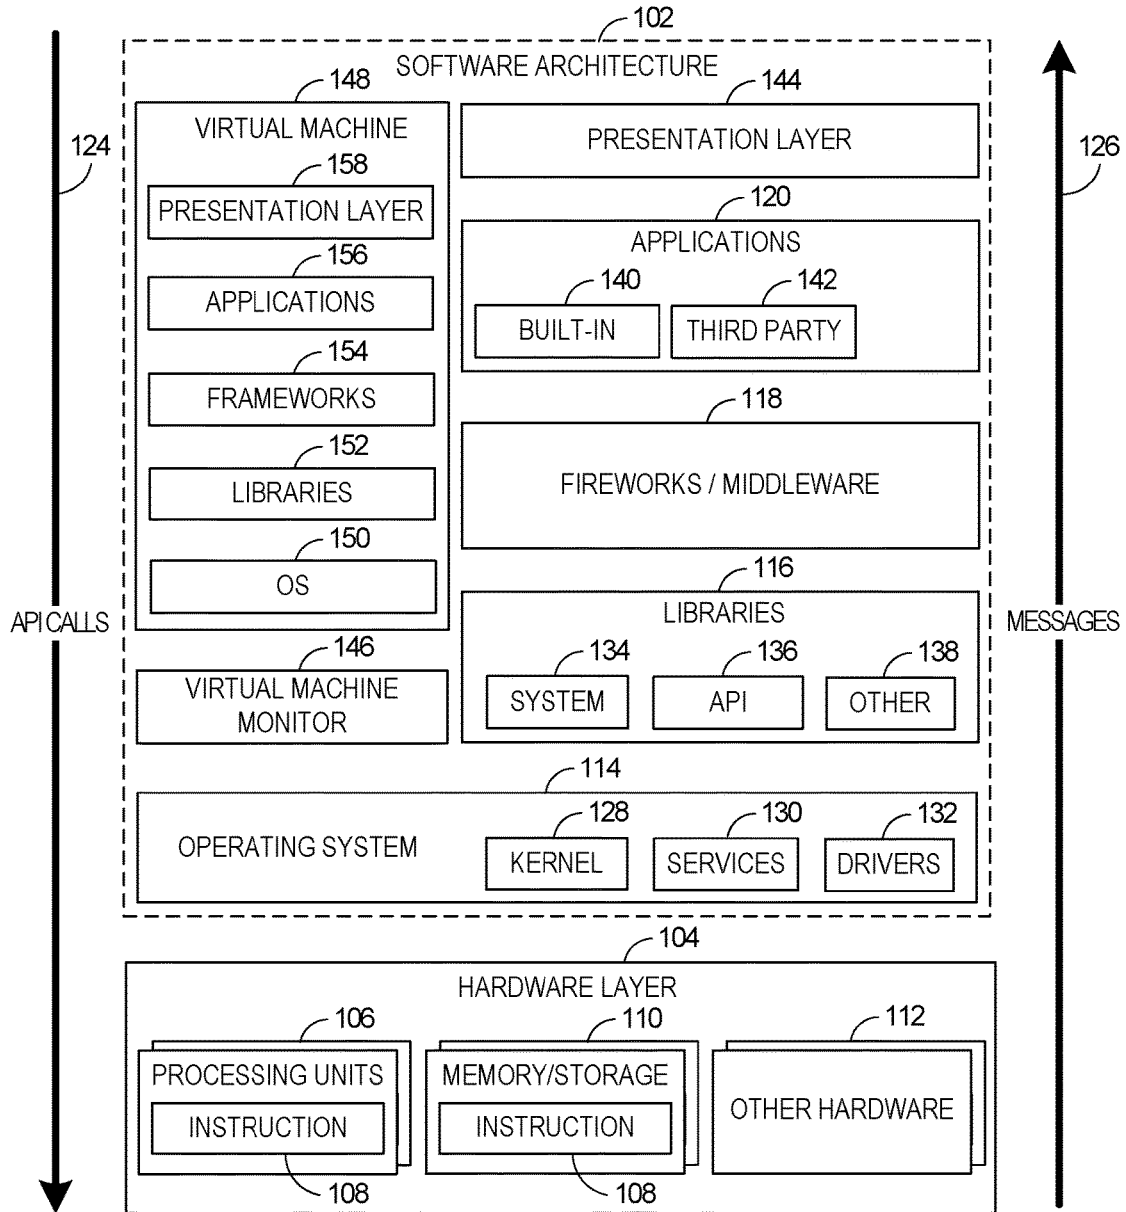 102
SOFTWARE ARCHITECTURE
148
144
VIRTUAL MACHINE
PRESENTATION LAYER
124
126
158
PRESENTATION LAYER
120
APPLICATIONS
156
APPLICATIONS
140
142
BUILT-IN
THIRD PARTY
154
FRAMEWORKS
118
152
LIBRARIES
FIREWORKS / MIDDLEWARE
150
OS
116
LIBRARIES
API CALLS
MESSAGES
146
134
136
138
VIRTUAL MACHINE
MONITOR
SYSTEM
API
OTHER
114
OPERATING SYSTEM
128
130
132
KERNEL
SERVICES
DRIVERS
104
HARDWARE LAYER
106
110
112
PROCESSING UNITS
MEMORY/STORAGE
OTHER HARDWARE
INSTRUCTION
INSTRUCTION
108
108